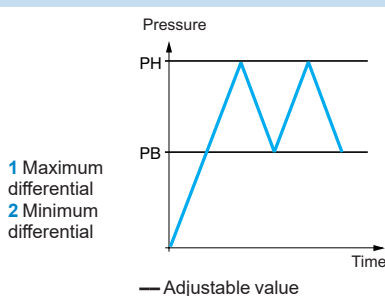 Pressure
PH
PB
1 Maximum
differential
2 Minimum
differential
Time
Adjustable value